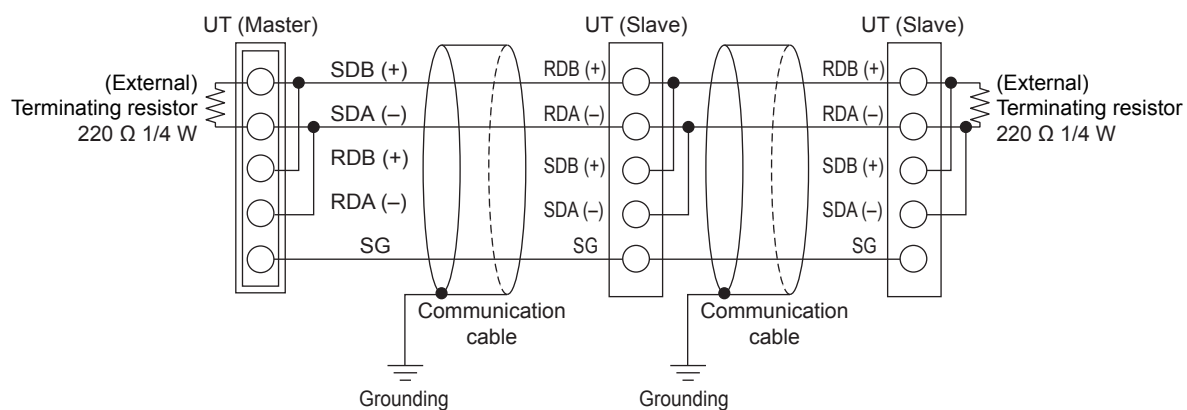 UT (Master)
UT (Slave)
UT (Slave)
(External)
Terminating resistor
220 Ω 1/4 W
SDB (+)
SDA (–)
RDB (+)
RDA (–)
SG
RDB (+)
RDA (–)
SDB (+)
SDA (–)
SG
RDB (+)
RDA (–)
SDB (+)
SDA (–)
SG
(External)
Terminating resistor
220 Ω 1/4 W
Communication
cable
Communication
cable
Grounding
Grounding